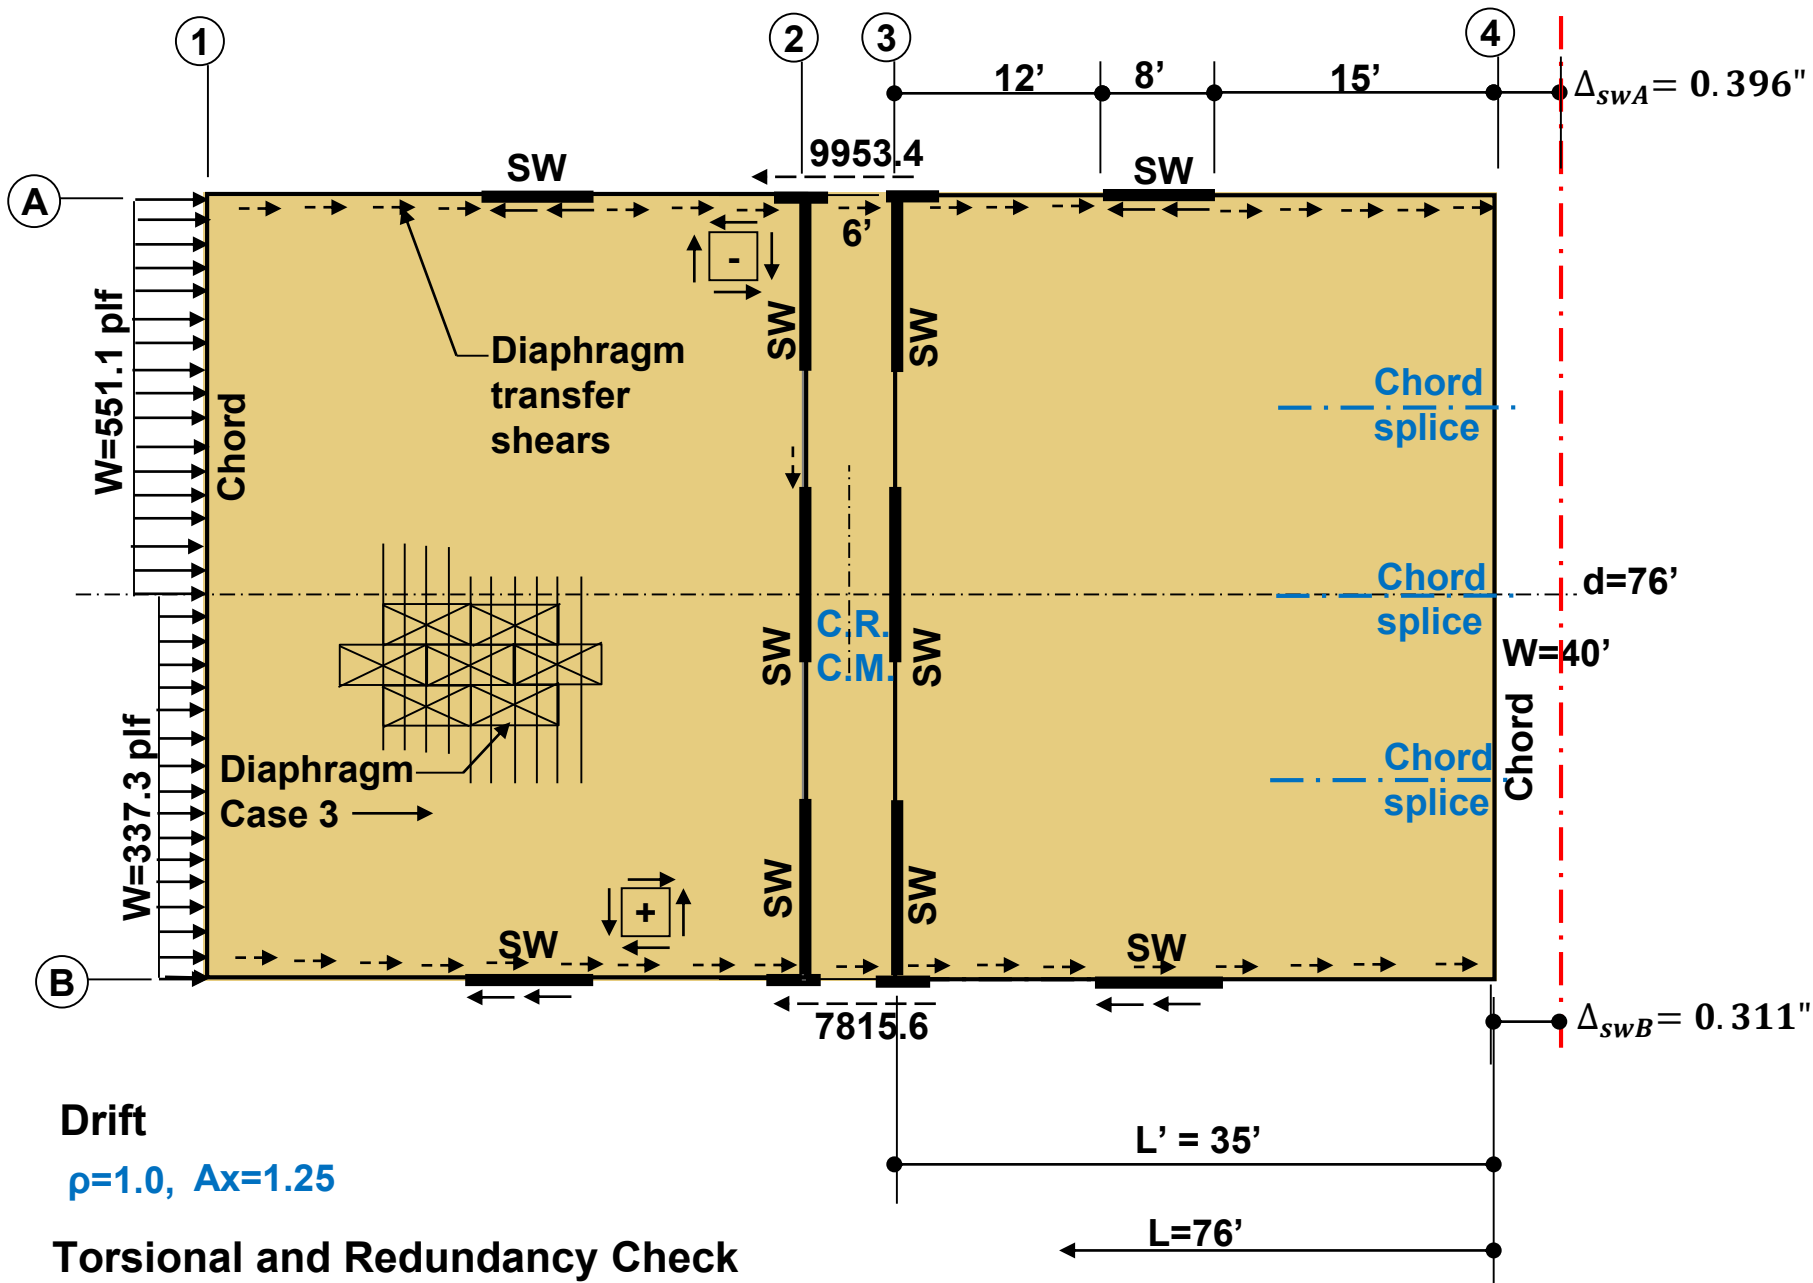 1
2
3
4
12’
8’
15’
ΔswA= 0.396"
9953.4
SW
SW
A
6’
-
W=551.1 plf
SW
SW
Diaphragm
transfer
shears
Chord
Chord
splice
Chord
splice
d=76’
C.R.
C.M.
SW
SW
W=40’
W=337.3 plf
Diaphragm
Case 3
Chord
splice
Chord
SW
SW
+
SW
SW
B
7815.6
ΔswB= 0.311"
Drift
L’ = 35’
ρ=1.0, Ax=1.25
L=76’
Torsional and Redundancy Check